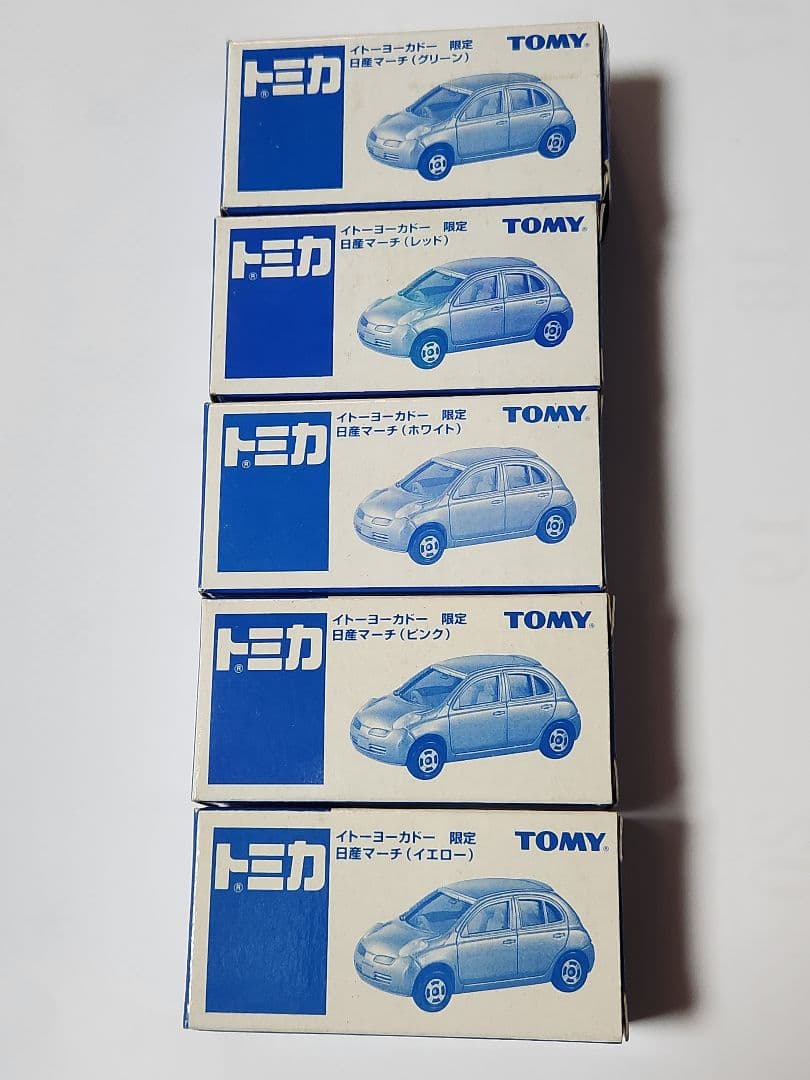 トミカ®
イトーヨーカドー 限定
日産マーチ(グリーン)
TOMY®
トミカ®
イトーヨーカドー 限定
日産マーチ(レッド)
TOMY®
トミカ®
イトーヨーカドー 限定
日産マーチ(ホワイト)
TOMY®
トミカ®
イトーヨーカドー 限定
日産マーチ(ピンク)
TOMY®
トミカ®
イトーヨーカドー 限定
日産マーチ(イエロー)
TOMY®